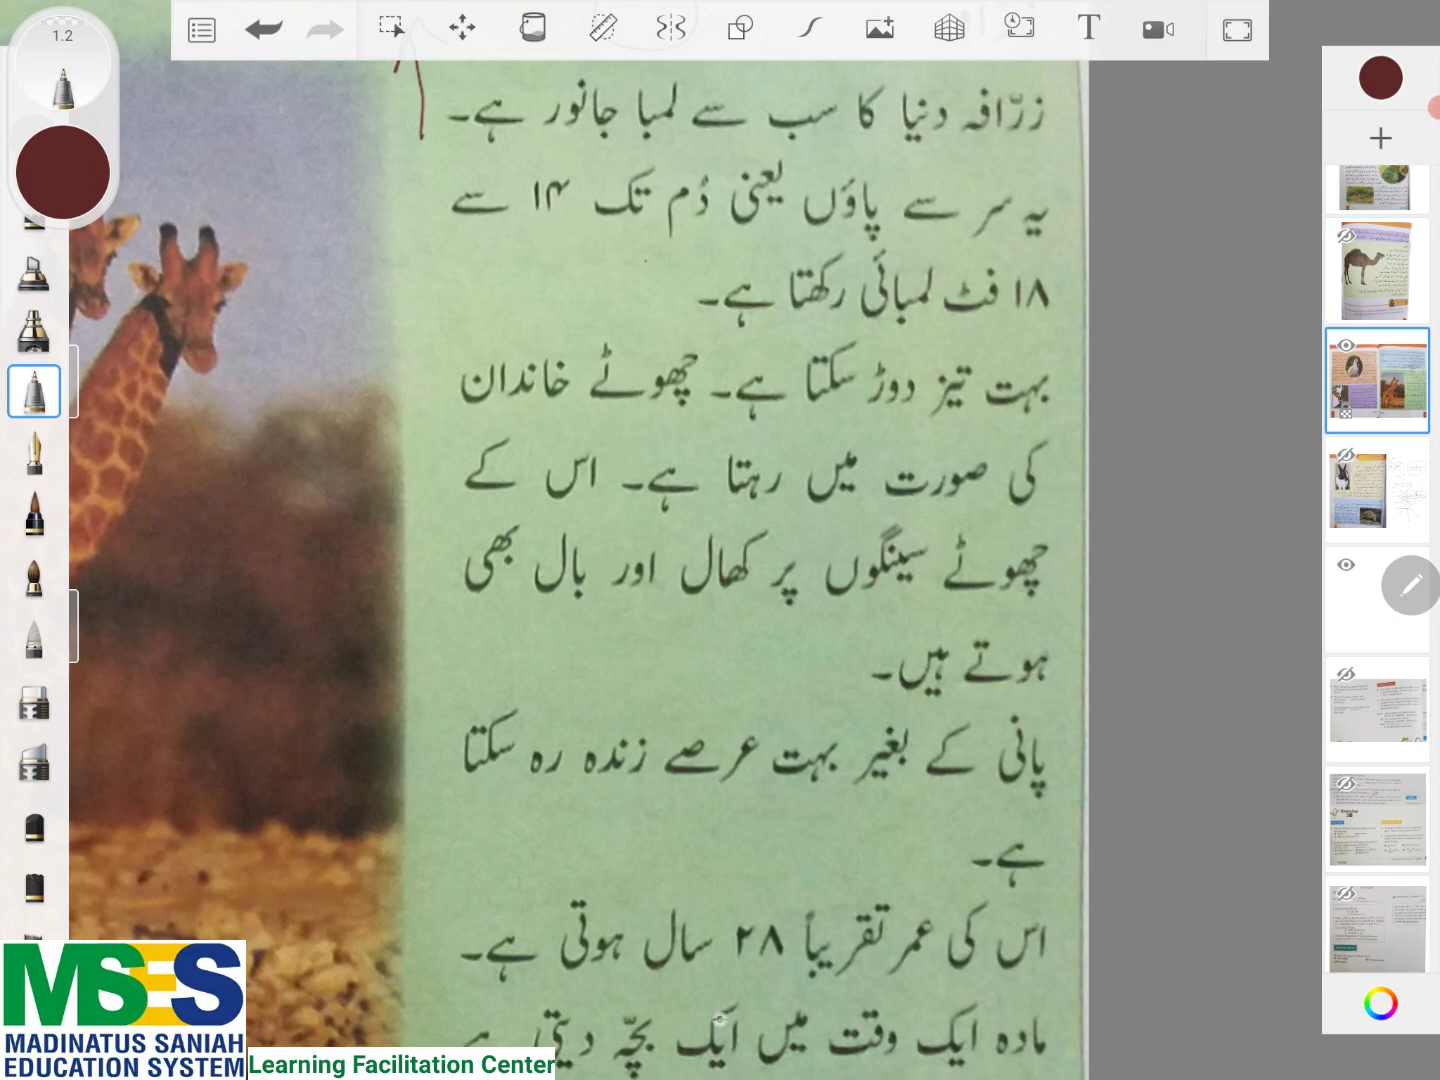 1.2
T
زرّافہ دنیا کا سب سے لمبا جانور ہے۔
یہ سر سے پاؤں یعنی دُم تک ۱۴ سے
۱۸ فٹ لمبائی رکھتا ہے۔
بہت تیز دوڑ سکتا ہے۔ چھوٹے خاندان
کی صورت میں رہتا ہے۔ اس کے
چھوٹے سینگوں پر کھال اور بال بھی
ہوتے ہیں۔
پانی کے بغیر بہت عرصے زندہ رہ سکتا
ہے۔
اس کی عمر تقریباً ۲۸ سال ہوتی ہے۔
مادہ ایک وقت میں ایک بچّہ دیتی ہے
MSES
MADINATUS SANIAH
EDUCATION SYSTEM
Learning Facilitation Center